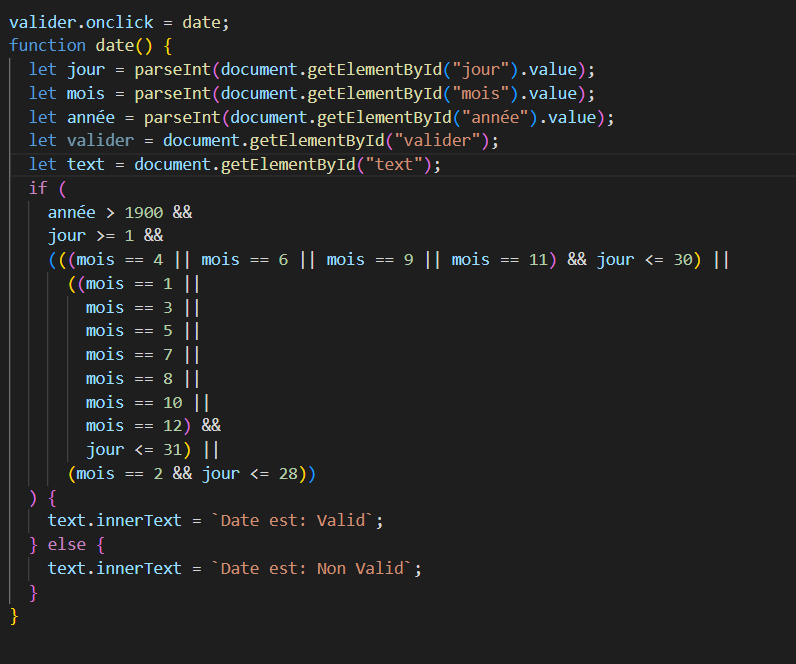 valider.onclick = date;
function date() {
  let jour = parseInt(document.getElementById("jour").value);
  let mois = parseInt(document.getElementById("mois").value);
  let année = parseInt(document.getElementById("année").value);
  let valider = document.getElementById("valider");
  let text = document.getElementById("text");
  if (
    année > 1900 &&
    jour >= 1 &&
    (((mois == 4 || mois == 6 || mois == 9 || mois == 11) && jour <= 30) ||
      ((mois == 1 ||
        mois == 3 ||
        mois == 5 ||
        mois == 7 ||
        mois == 8 ||
        mois == 10 ||
        mois == 12) &&
        jour <= 31) ||
      (mois == 2 && jour <= 28))
  ) {
    text.innerText = `Date est: Valid`;
  } else {
    text.innerText = `Date est: Non Valid`;
  }
}